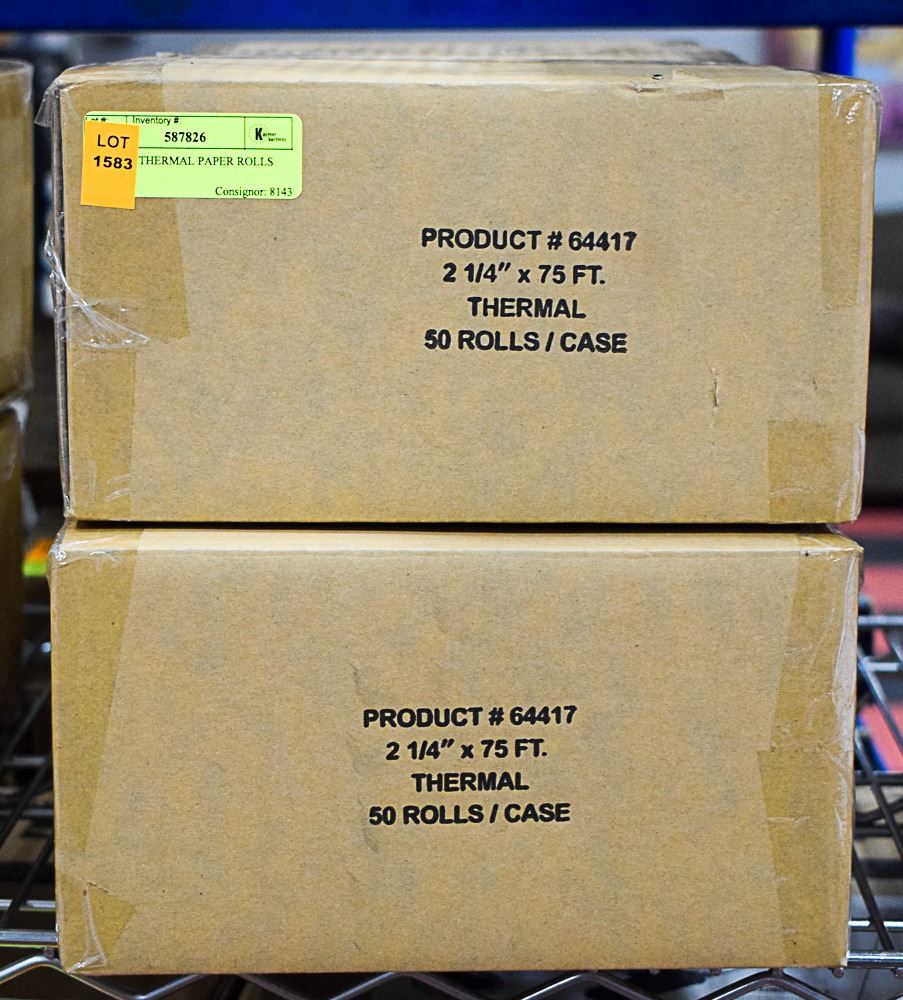 Inventory #:
587826
LOT
1583
THERMAL PAPER ROLLS
Consignor: 8143
PRODUCT # 64417
2 1/4" x 75 FT.
THERMAL
50 ROLLS / CASE
PRODUCT # 64417
2 1/4" x 75 FT.
THERMAL
50 ROLLS / CASE